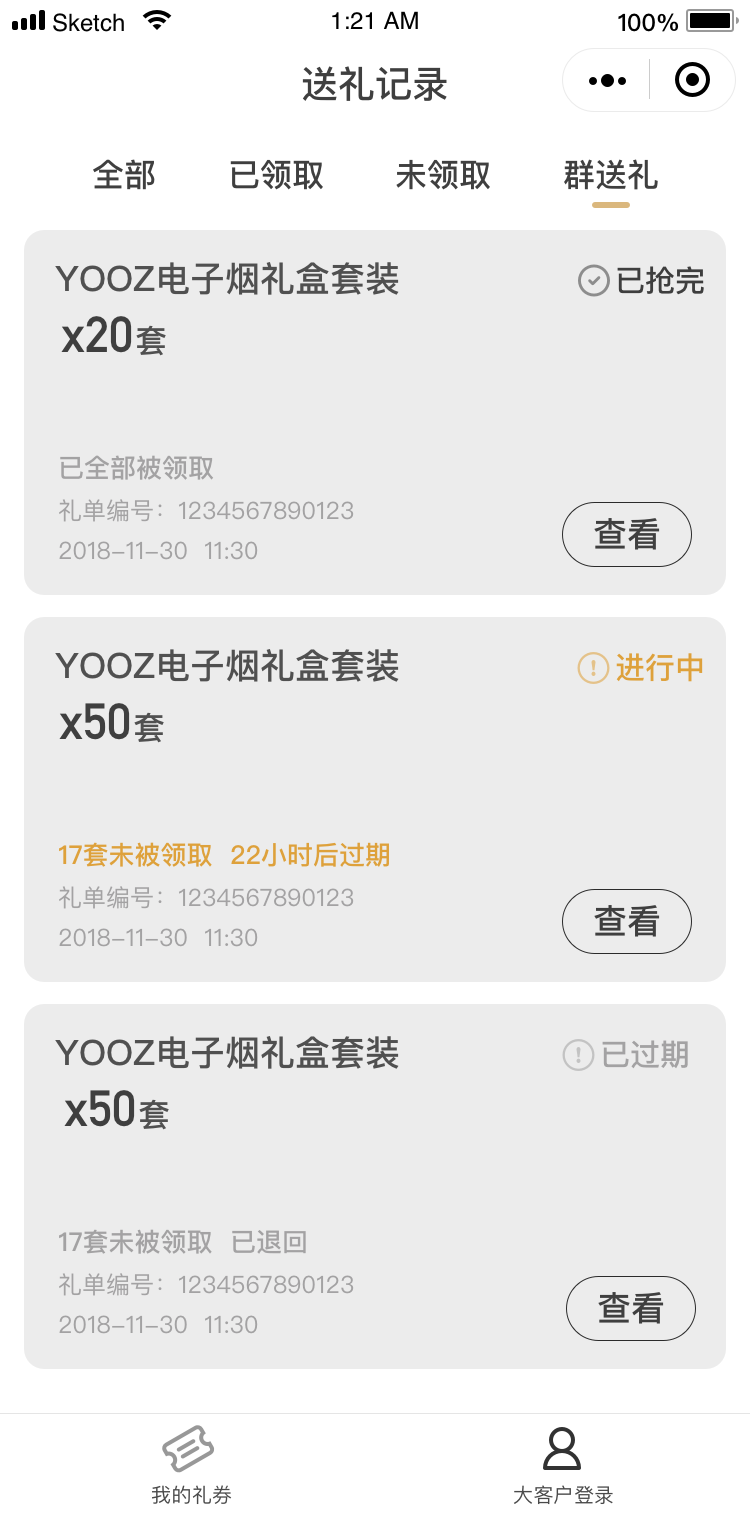 Sketch 1:21 AM 100%
送礼记录
全部 已领取 未领取 群送礼
YOOZ电子烟礼盒套装 已抢完
x20套
已全部被领取
礼单编号：1234567890123
2018-11-30 11:30 查看
YOOZ电子烟礼盒套装 进行中
x50套
17套未被领取 22小时后过期
礼单编号：1234567890123
2018-11-30 11:30 查看
YOOZ电子烟礼盒套装 已过期
x50套
17套未被领取 已退回
礼单编号：1234567890123
2018-11-30 11:30 查看
我的礼券 大客户登录